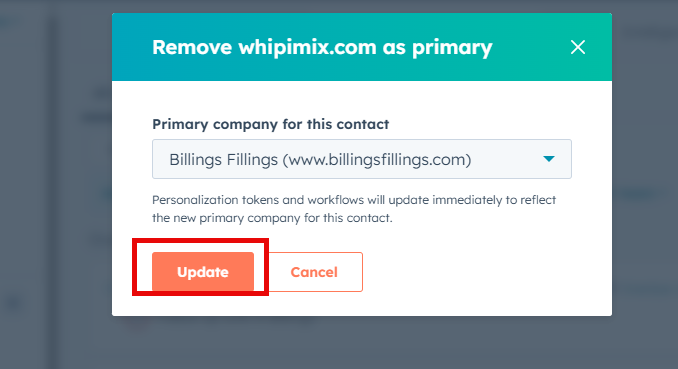 Remove whipimix.com as primary
Primary company for this contact
Billings Fillings (www.billingsfillings.com)
Personalization tokens and workflows will update immediately to reflect
the new primary company for this contact.
Update
Cancel